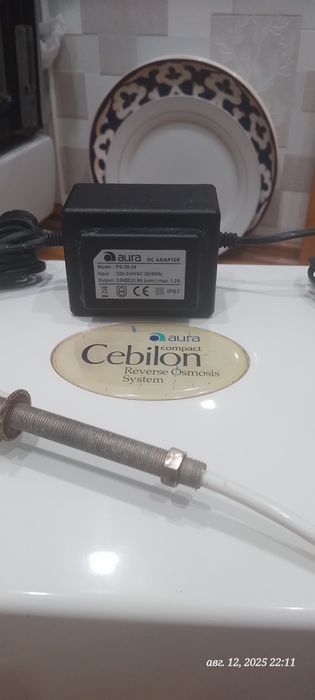 aura DC ADAPTER
Model : PS-30-24
Input : 220-240VAC 50/60Hz
Output : 24VDC/0.8A (nom.) max. 1.2A
IP67
aura
compact
Cebilon
Reverse Osmosis
System
авг. 12, 2025 22:11